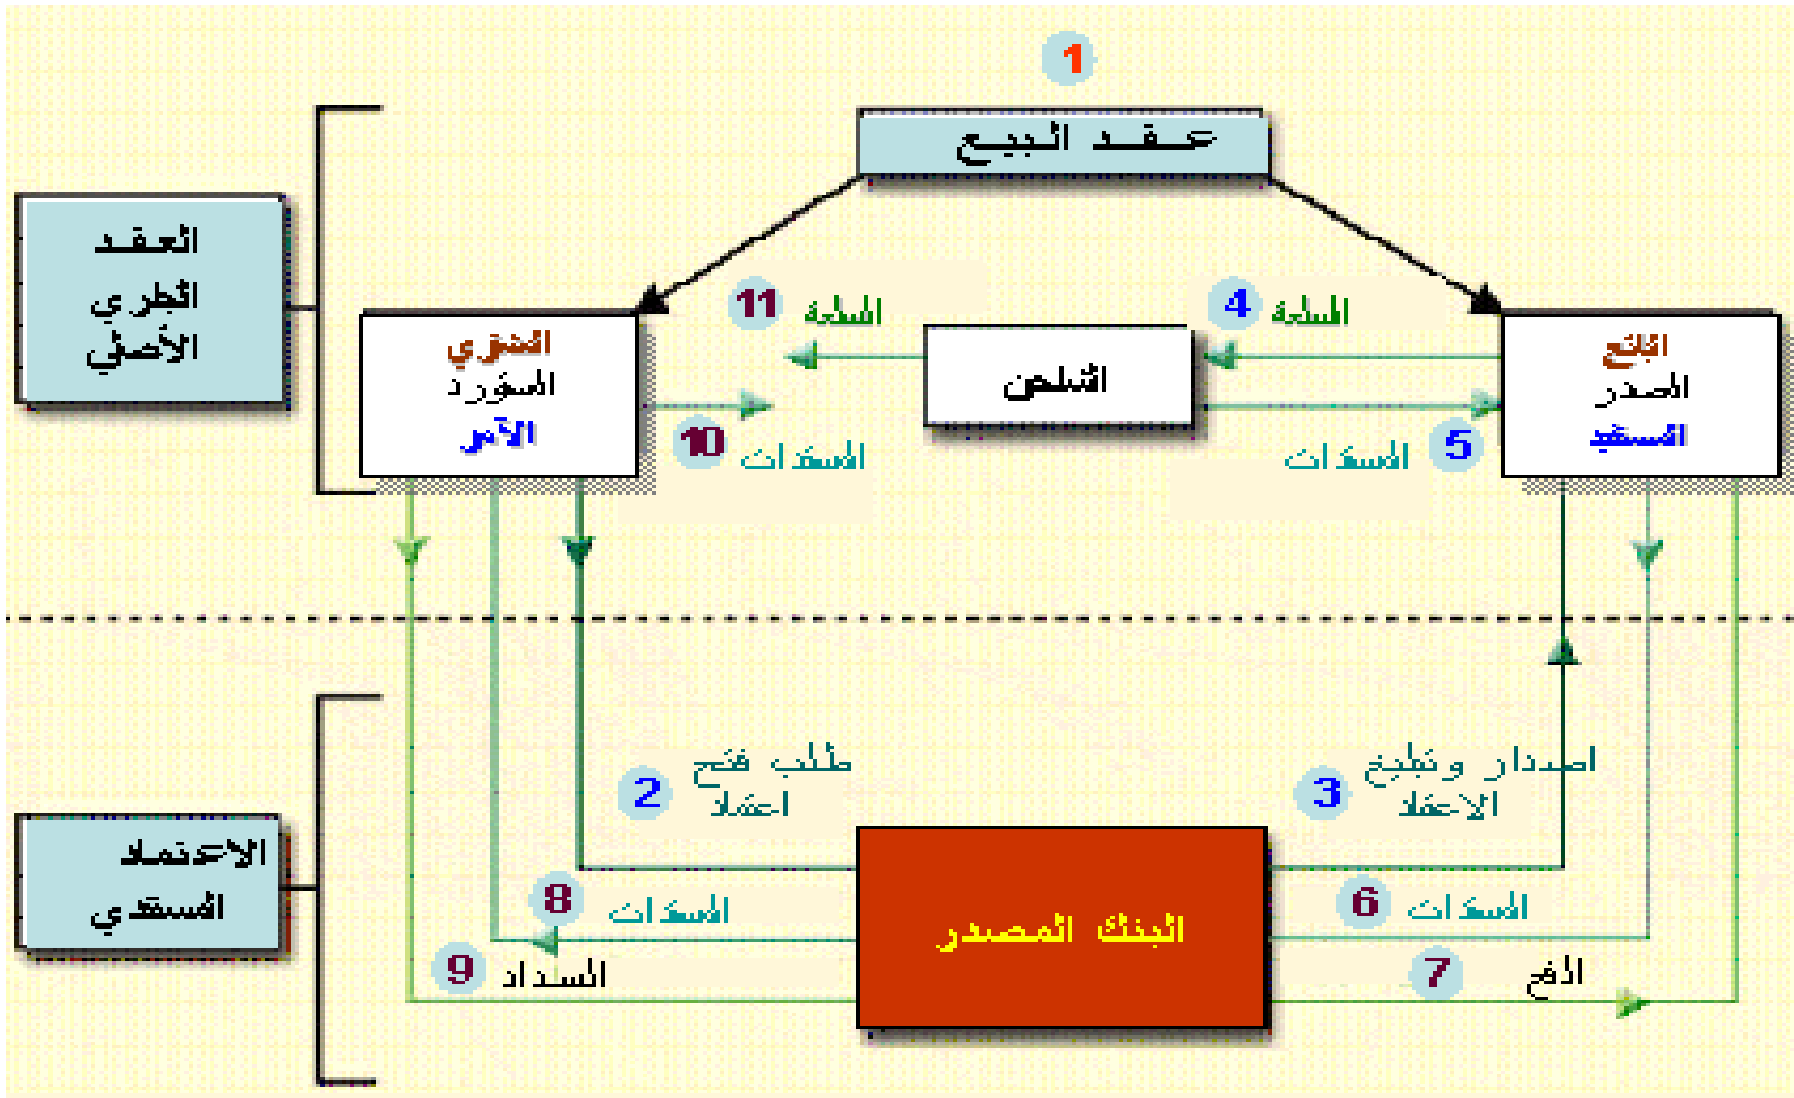 1
عقد البيع
العقد
الجاري
الأصلي
المشتري
المستورد
الآمر
11 السلعة
4 السلعة
الشاحن
10 المستندات
المستندات 5
البائع
المصدر
المستفيد
2 طلب فتح
اعتماد
3 اصدار وتبليغ
الاعتماد
الاعتماد
المستندي
8 المستندات
البنك المصدر
6 المستندات
9 السداد
7 الدفع